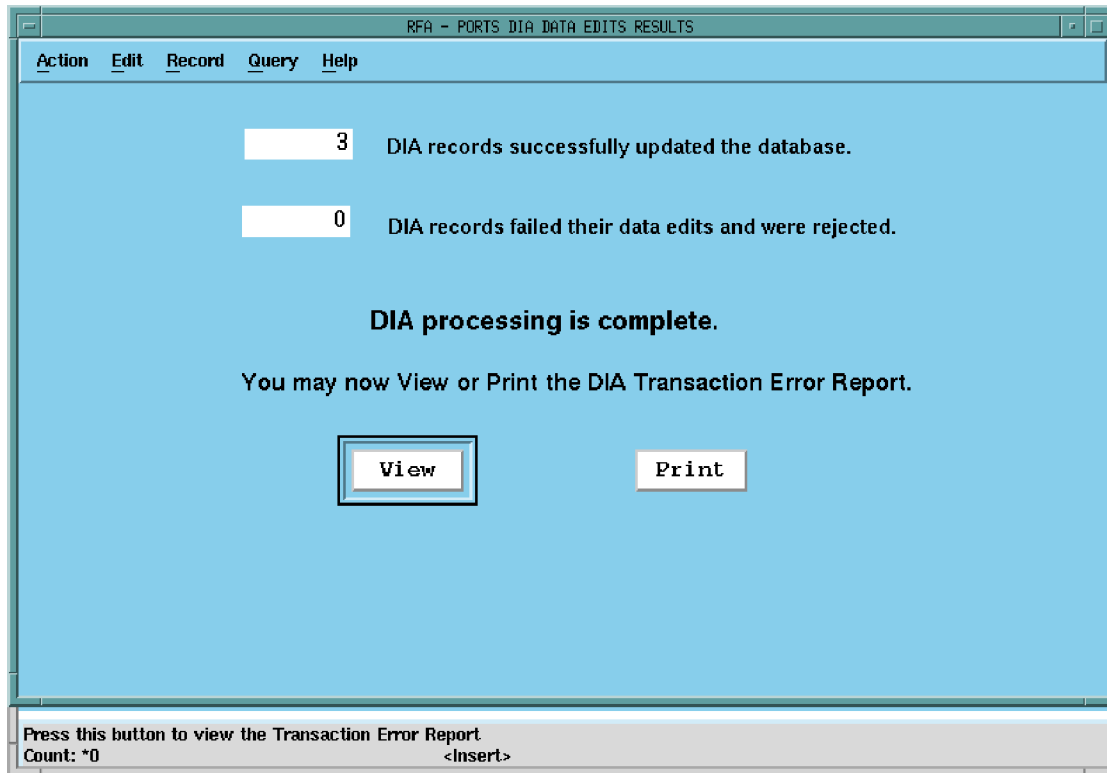 RFA - PORTS DIA DATA EDITS RESULTS
Action Edit Record Query Help
3 DIA records successfully updated the database.
0 DIA records failed their data edits and were rejected.
DIA processing is complete.
You may now View or Print the DIA Transaction Error Report.
View Print
Press this button to view the Transaction Error Report
Count: *0 <Insert>